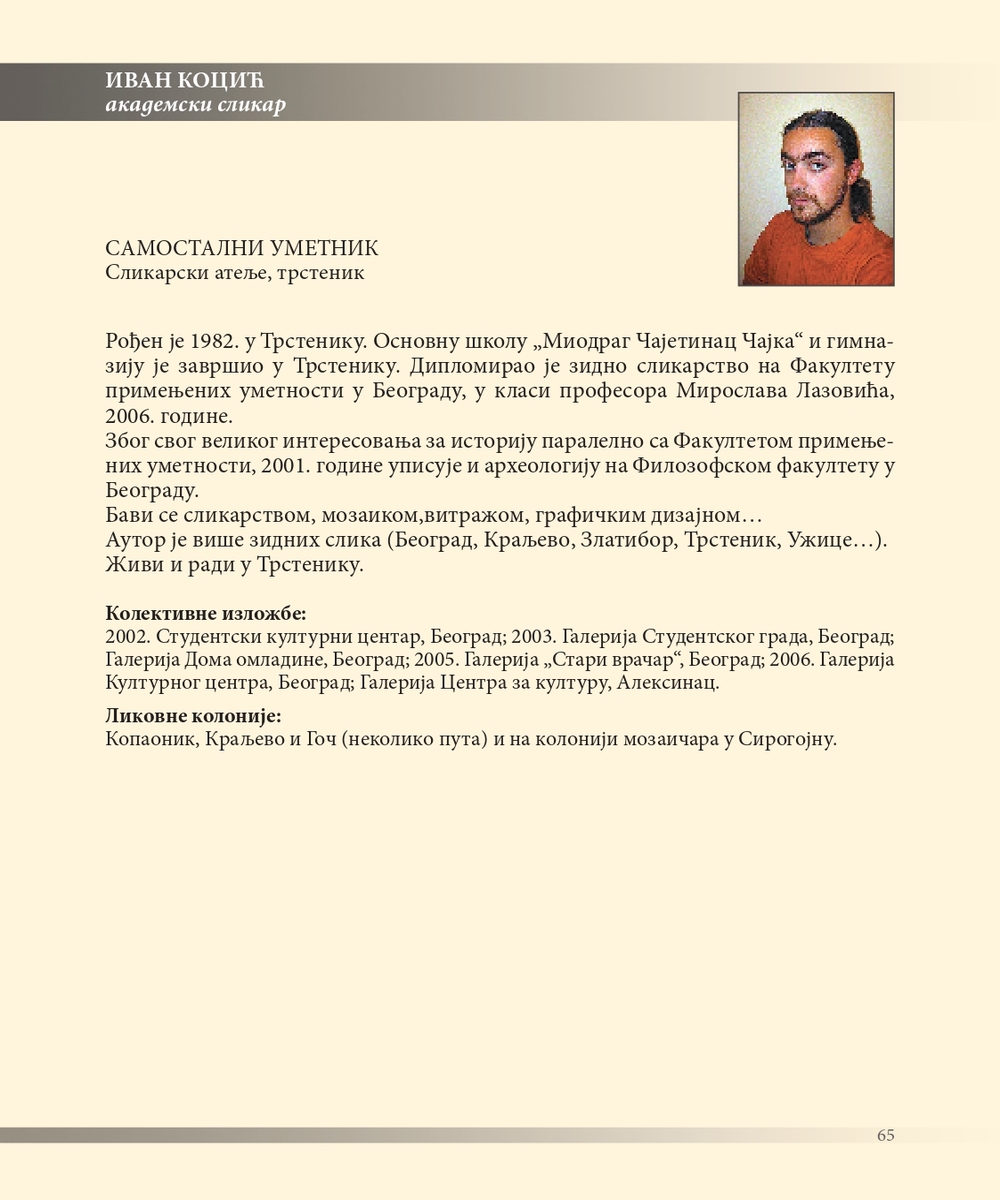 ИВАН КОЦИЋ
академски сликар
САМОСТАЛНИ УМЕТНИК
Сликарски атеље, трстеник
Рођен је 1982. у Трстенику. Основну школу „Миодраг Чајетинац Чајка“ и гимна-
зију је завршио у Трстенику. Дипломирао је зидно сликарство на Факултету
примењених уметности у Београду, у класи професора Мирослава Лазовића,
2006. године.
Због свог великог интересовања за историју паралелно са Факултетом примење-
них уметности, 2001. године уписује и археологију на Филозофском факултету у
Београду.
Бави се сликарством, мозаиком,витражом, графичким дизајном…
Аутор је више зидних слика (Београд, Краљево, Златибор, Трстеник, Ужице…).
Живи и ради у Трстенику.
Колективне изложбе:
2002. Студентски културни центар, Београд; 2003. Галерија Студентског града, Београд;
Галерија Дома омладине, Београд; 2005. Галерија „Стари врачар“, Београд; 2006. Галерија
Културног центра, Београд; Галерија Центра за културу, Алексинац.
Ликовне колоније:
Копаоник, Краљево и Гоч (неколико пута) и на колонији мозаичара у Сирогојну.
65